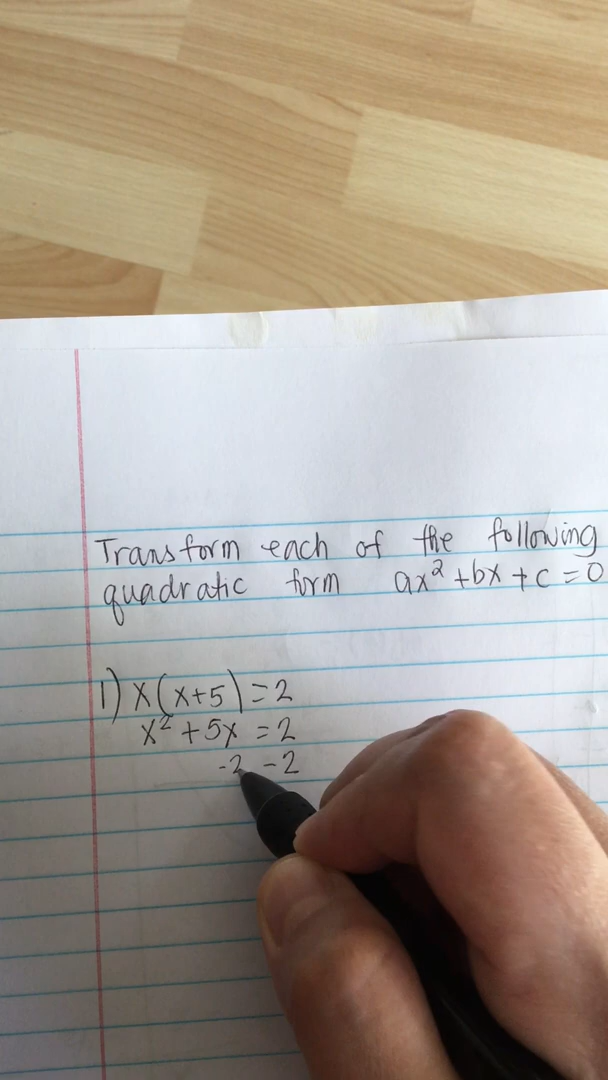 Transform each of the following
quadratic form ax² + bx + c = 0
1) x(x+5) = 2
x² + 5x = 2
-2 -2